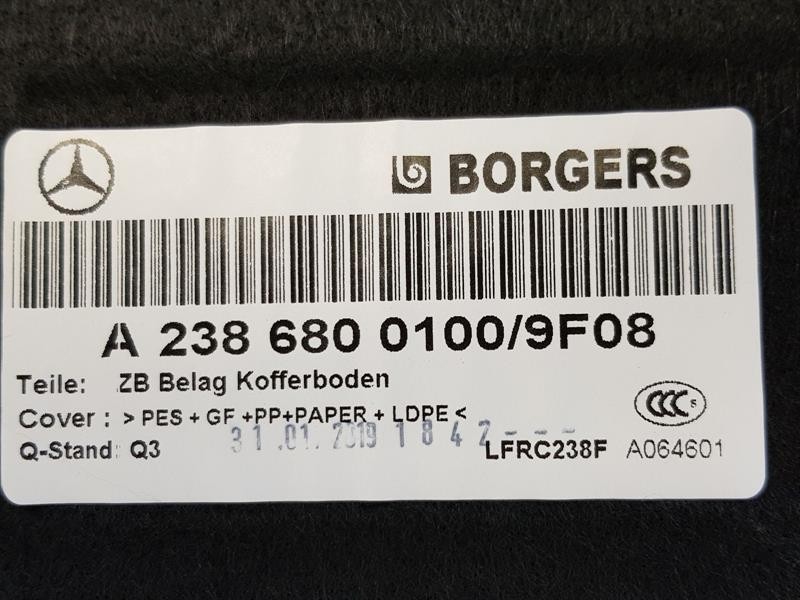 BORGERS
A 238 680 0100/9F08
Teile: ZB Belag Kofferboden
Cover : > PES + GF +PP+PAPER + LDPE <
CCC S
31.01.2019 1842---
Q-Stand: Q3 LFRC238F A064601